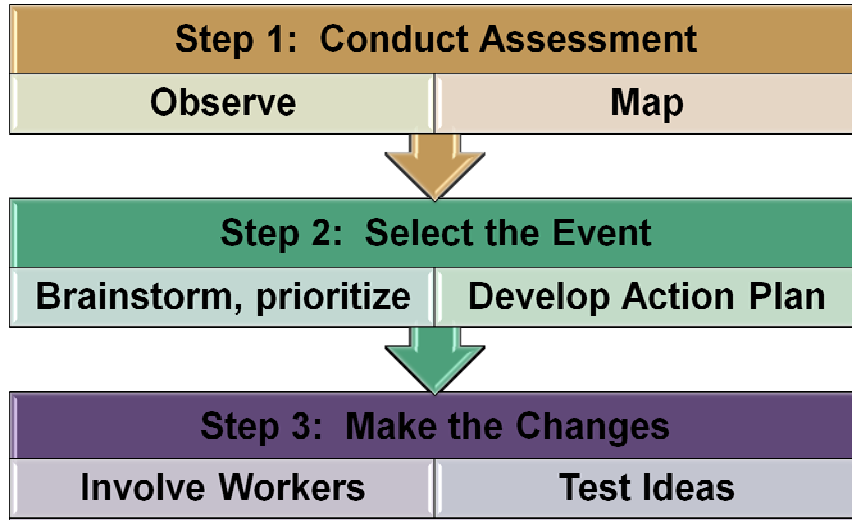 Step 1:  Conduct Assessment
Observe
Map
Step 2:  Select the Event
Brainstorm, prioritize
Develop Action Plan
Step 3:  Make the Changes
Involve Workers
Test Ideas